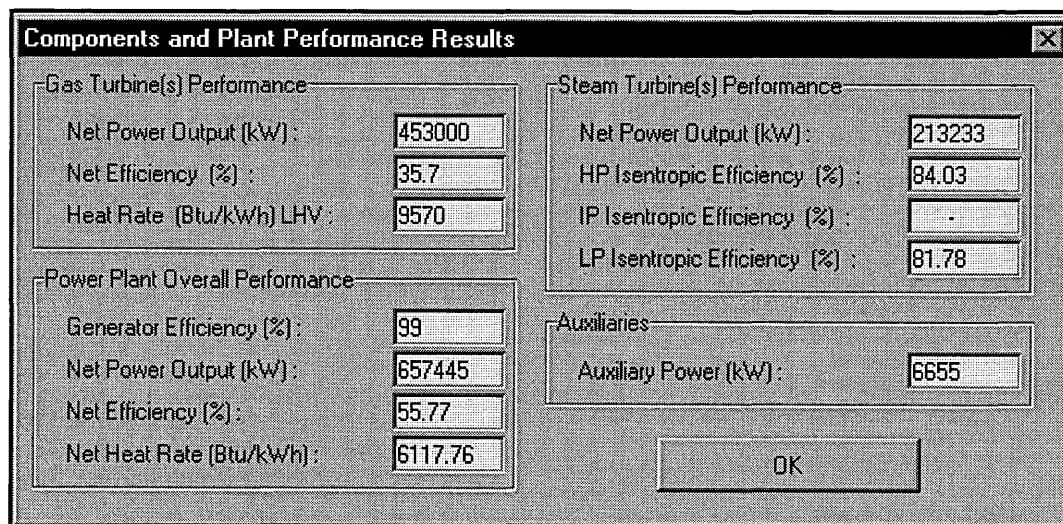 Components and Plant Performance Results
Gas Turbine(s) Performance
Net Power Output (kW) : 453000
Net Efficiency (%) : 35.7
Heat Rate (Btu/kWh) LHV : 9570
Power Plant Overall Performance
Generator Efficiency (%) : 99
Net Power Output (kW) : 657445
Net Efficiency (%) : 55.77
Net Heat Rate (Btu/kWh) : 6117.76
Steam Turbine(s) Performance
Net Power Output (kW) : 213233
HP Isentropic Efficiency (%) : 84.03
IP Isentropic Efficiency (%) : -
LP Isentropic Efficiency (%) : 81.78
Auxiliaries
Auxiliary Power (kW) : 6655
OK